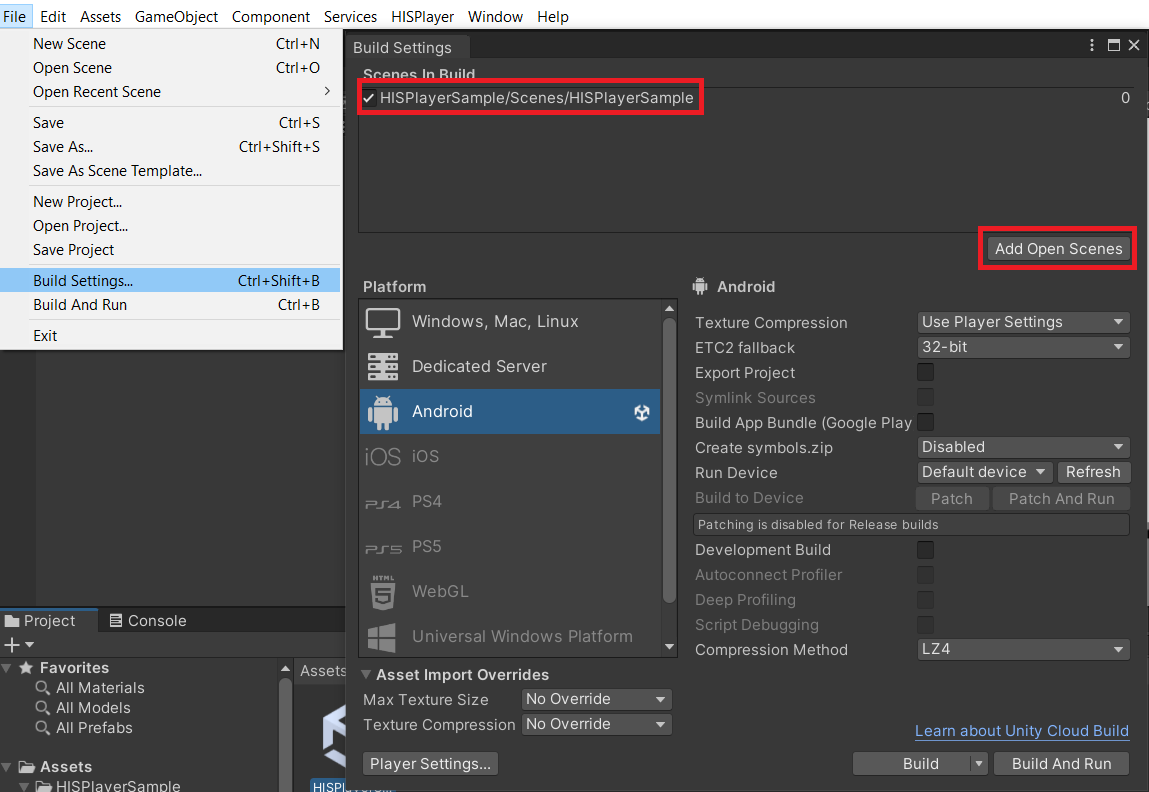 File Edit Assets GameObject Component Services HISPlayer Window Help
New Scene Ctrl+N
Open Scene Ctrl+O
Open Recent Scene
Save Ctrl+S
Save As... Ctrl+Shift+S
Save As Scene Template...
New Project...
Open Project...
Save Project
Build Settings... Ctrl+Shift+B
Build And Run Ctrl+B
Exit
Build Settings
Scenes In Build
HISPlayerSample/Scenes/HISPlayerSample 0
Add Open Scenes
Platform
Windows, Mac, Linux
Dedicated Server
Android
iOS iOS
PS4 PS4
PS5 PS5
HTML 5 WebGL
Universal Windows Platform
Android
Texture Compression Use Player Settings
ETC2 fallback 32-bit
Export Project
Symlink Sources
Build App Bundle (Google Play
Create symbols.zip Disabled
Run Device Default device Refresh
Build to Device Patch Patch And Run
Patching is disabled for Release builds
Development Build
Autoconnect Profiler
Deep Profiling
Script Debugging
Compression Method LZ4
Asset Import Overrides
Max Texture Size No Override
Texture Compression No Override
Learn about Unity Cloud Build
Player Settings... Build Build And Run
Project Console
Favorites
All Materials
All Models
All Prefabs
Assets
HISPlayerSample
Assets